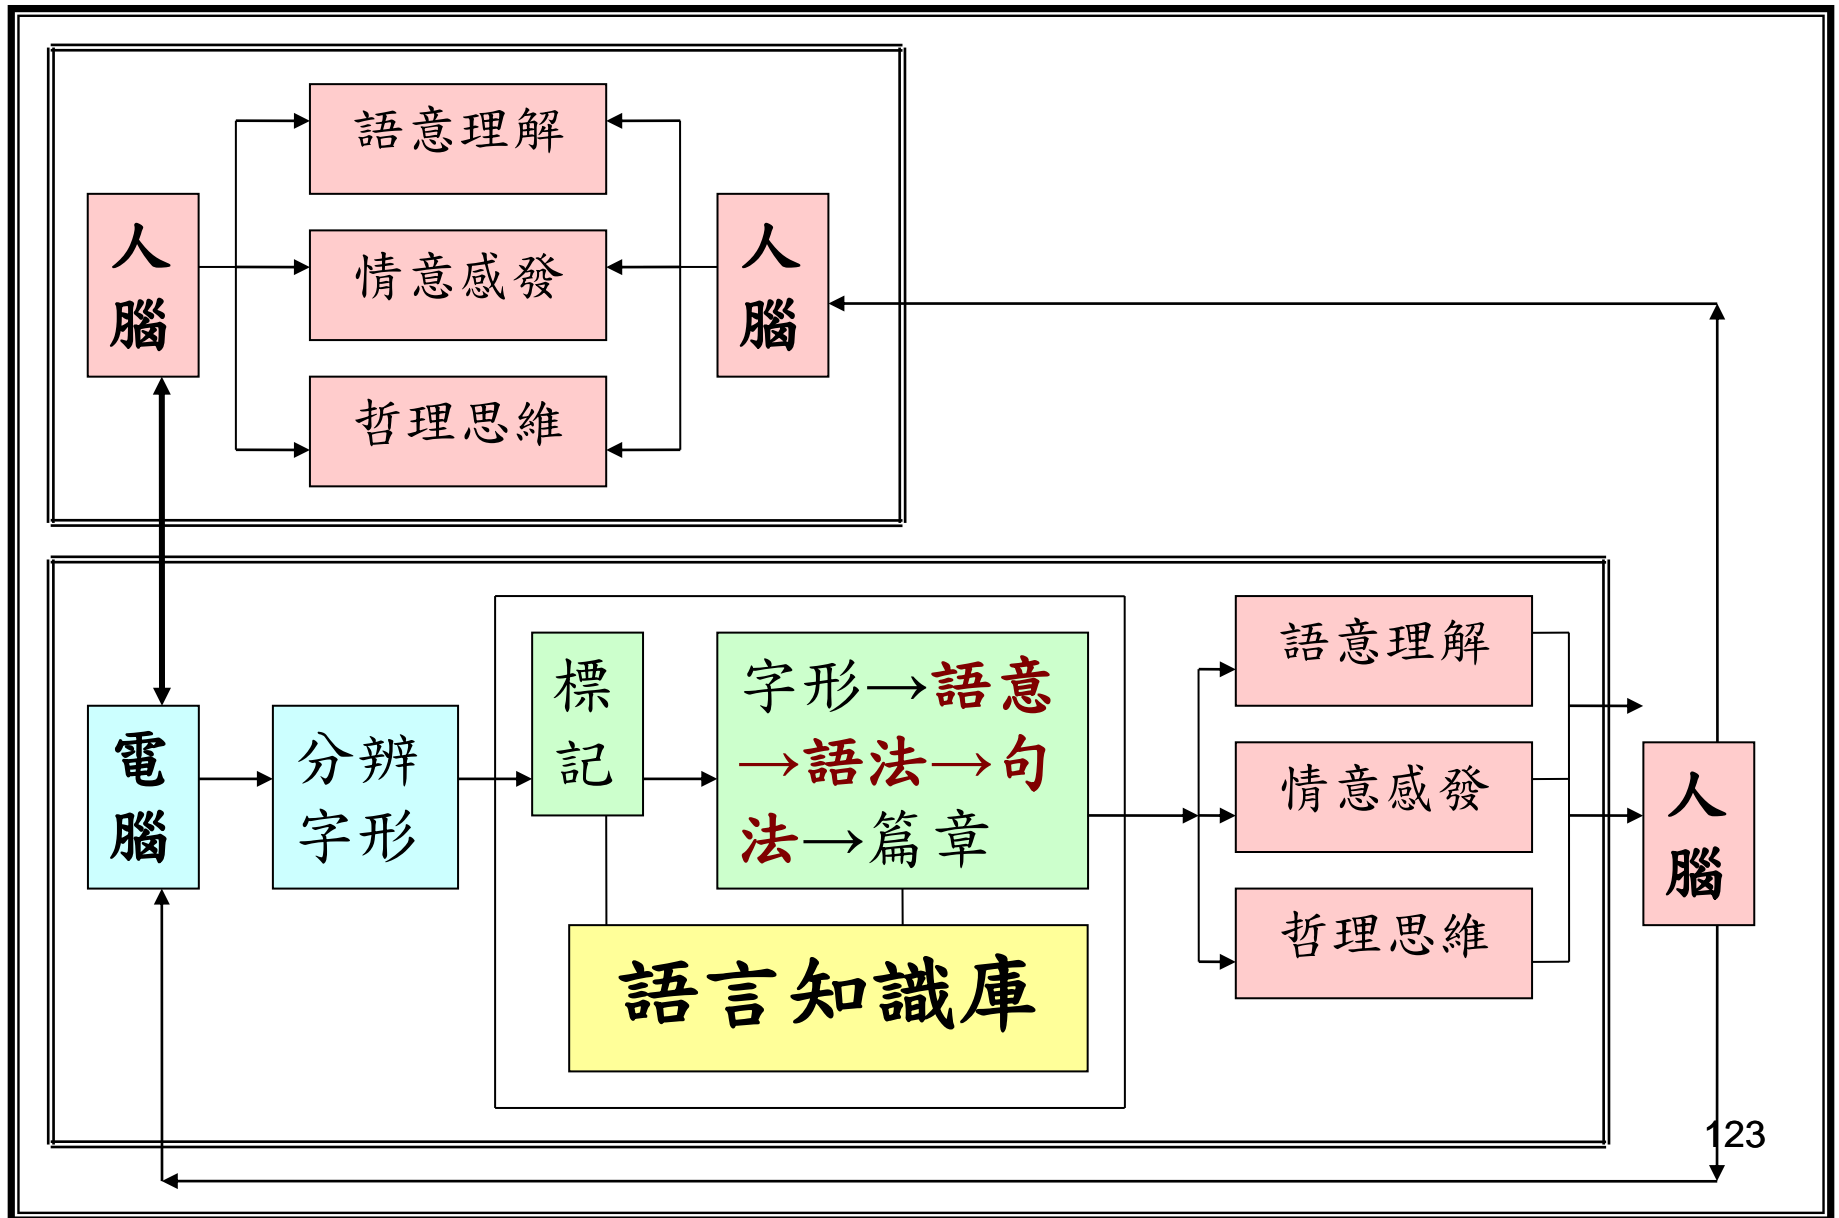 語意理解
人
腦
情意感發
人
腦
哲理思維
電
腦
分辨
字形
標
記
字形→語意
→語法→句
法→篇章
語言知識庫
語意理解
情意感發
哲理思維
人
腦
123